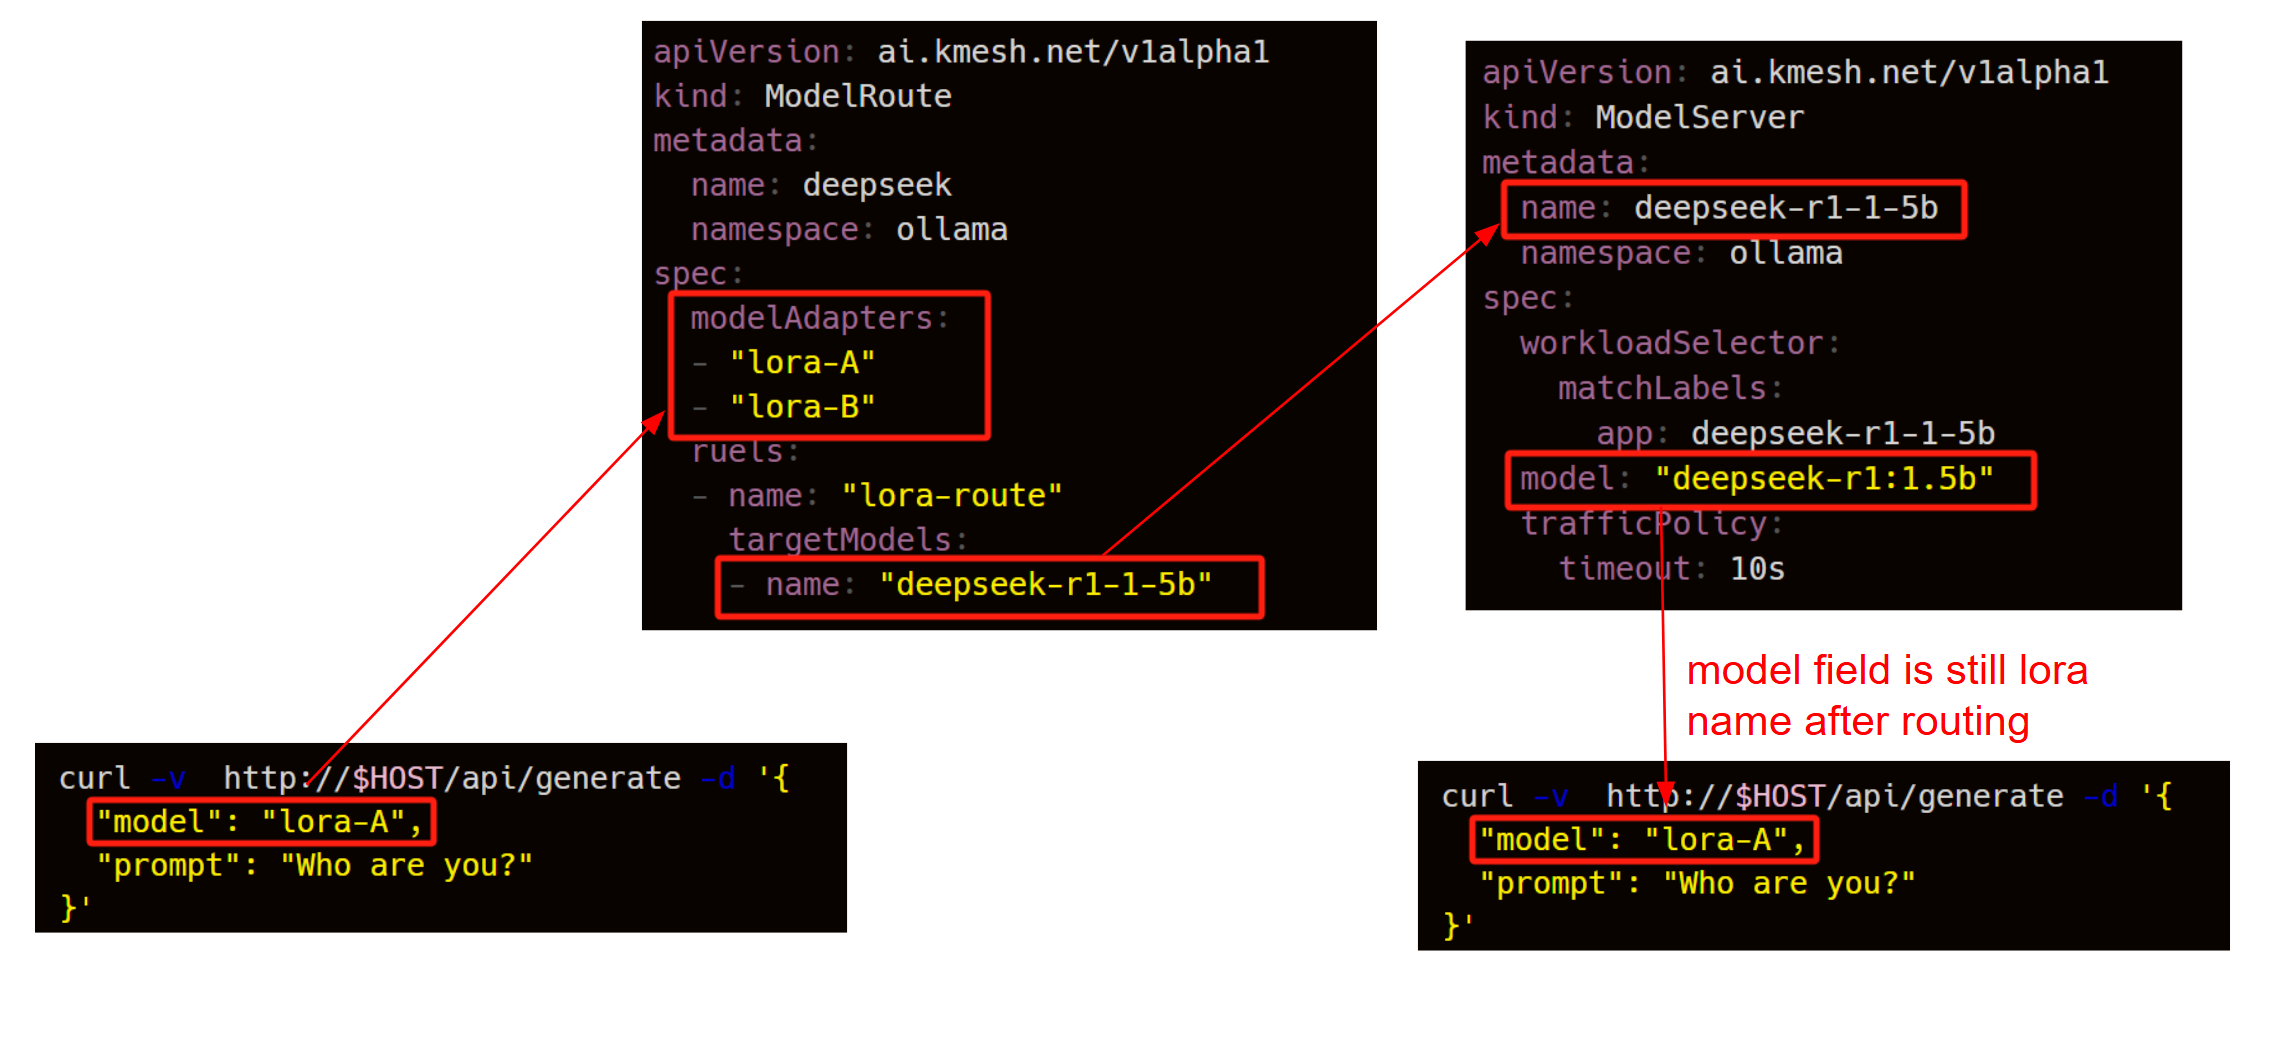 apiVersion: ai.kmesh.net/v1alpha1
kind: ModelRoute
metadata:
  name: deepseek
  namespace: ollama
spec:
  modelAdapters:
  - "lora-A"
  - "lora-B"
  ruels:
  - name: "lora-route"
    targetModels:
    - name: "deepseek-r1-1-5b"
apiVersion: ai.kmesh.net/v1alpha1
kind: ModelServer
metadata:
  name: deepseek-r1-1-5b
  namespace: ollama
spec:
  workloadSelector:
    matchLabels:
      app: deepseek-r1-1-5b
  model: "deepseek-r1:1.5b"
  trafficPolicy:
    timeout: 10s
model field is still lora
name after routing
curl -v  http://$HOST/api/generate -d '{
  "model": "lora-A",
  "prompt": "Who are you?"
}'
curl -v  http://$HOST/api/generate -d '{
  "model": "lora-A",
  "prompt": "Who are you?"
}'